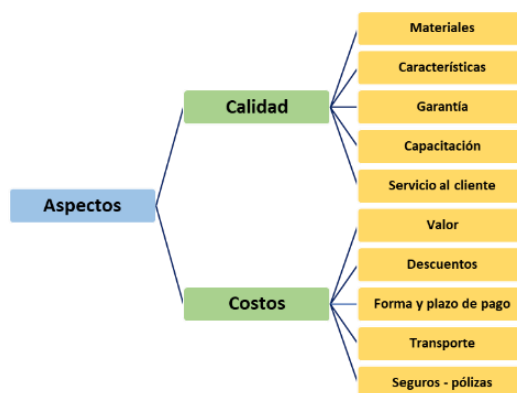 Aspectos
Calidad
Materiales
Características
Garantía
Capacitación
Servicio al cliente
Costos
Valor
Descuentos
Forma y plazo de pago
Transporte
Seguros - pólizas